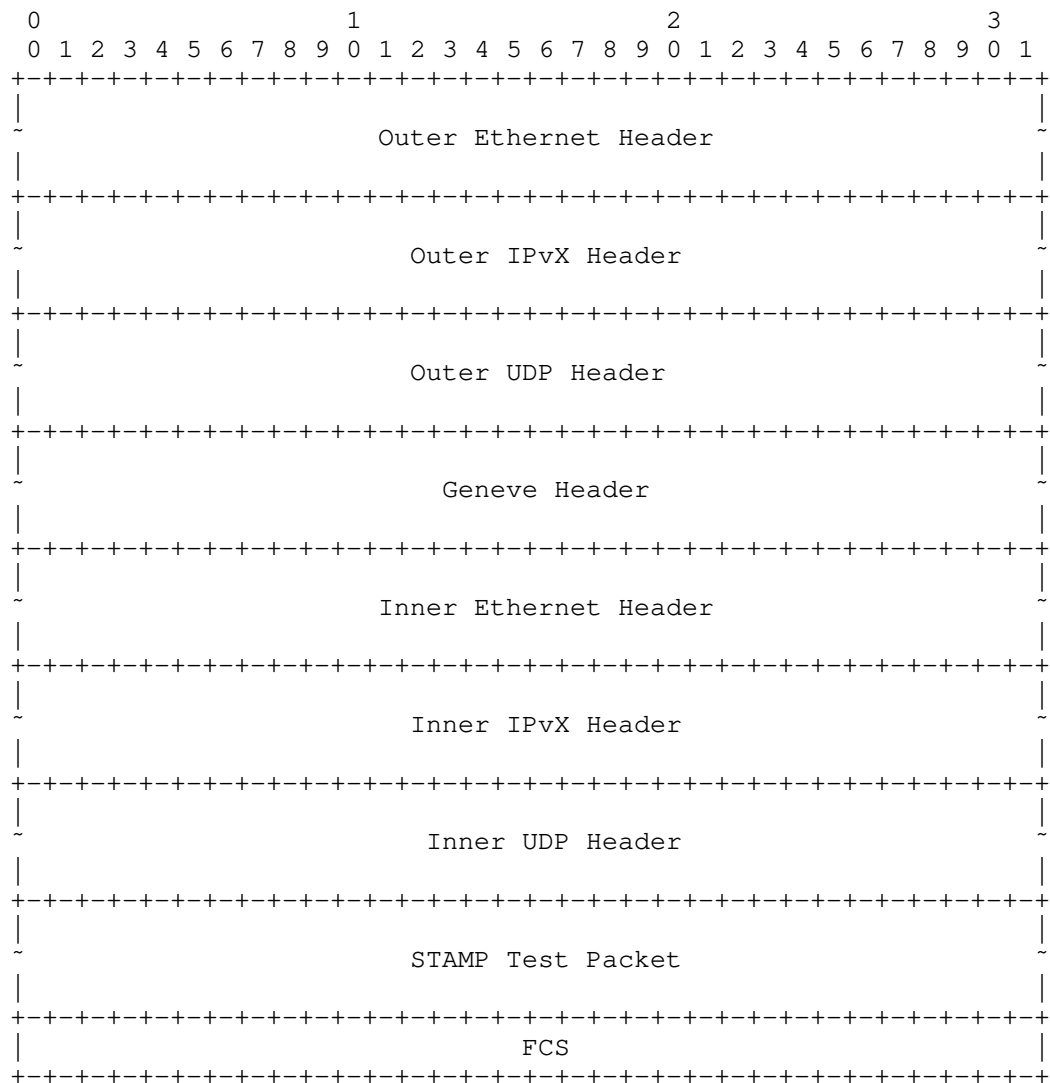 0                   1                   2                   3
 0 1 2 3 4 5 6 7 8 9 0 1 2 3 4 5 6 7 8 9 0 1 2 3 4 5 6 7 8 9 0 1
+-+-+-+-+-+-+-+-+-+-+-+-+-+-+-+-+-+-+-+-+-+-+-+-+-+-+-+-+-+-+-+-+
|                                                               |
~                     Outer Ethernet Header                     ~
|                                                               |
+-+-+-+-+-+-+-+-+-+-+-+-+-+-+-+-+-+-+-+-+-+-+-+-+-+-+-+-+-+-+-+-+
|                                                               |
~                       Outer IPvX Header                       ~
|                                                               |
+-+-+-+-+-+-+-+-+-+-+-+-+-+-+-+-+-+-+-+-+-+-+-+-+-+-+-+-+-+-+-+-+
|                                                               |
~                       Outer UDP Header                        ~
|                                                               |
+-+-+-+-+-+-+-+-+-+-+-+-+-+-+-+-+-+-+-+-+-+-+-+-+-+-+-+-+-+-+-+-+
|                                                               |
~                         Geneve Header                         ~
|                                                               |
+-+-+-+-+-+-+-+-+-+-+-+-+-+-+-+-+-+-+-+-+-+-+-+-+-+-+-+-+-+-+-+-+
|                                                               |
~                     Inner Ethernet Header                     ~
|                                                               |
+-+-+-+-+-+-+-+-+-+-+-+-+-+-+-+-+-+-+-+-+-+-+-+-+-+-+-+-+-+-+-+-+
|                                                               |
~                       Inner IPvX Header                       ~
|                                                               |
+-+-+-+-+-+-+-+-+-+-+-+-+-+-+-+-+-+-+-+-+-+-+-+-+-+-+-+-+-+-+-+-+
|                                                               |
~                        Inner UDP Header                       ~
|                                                               |
+-+-+-+-+-+-+-+-+-+-+-+-+-+-+-+-+-+-+-+-+-+-+-+-+-+-+-+-+-+-+-+-+
|                                                               |
~                       STAMP Test Packet                       ~
|                                                               |
+-+-+-+-+-+-+-+-+-+-+-+-+-+-+-+-+-+-+-+-+-+-+-+-+-+-+-+-+-+-+-+-+
|                              FCS                              |
+-+-+-+-+-+-+-+-+-+-+-+-+-+-+-+-+-+-+-+-+-+-+-+-+-+-+-+-+-+-+-+-+